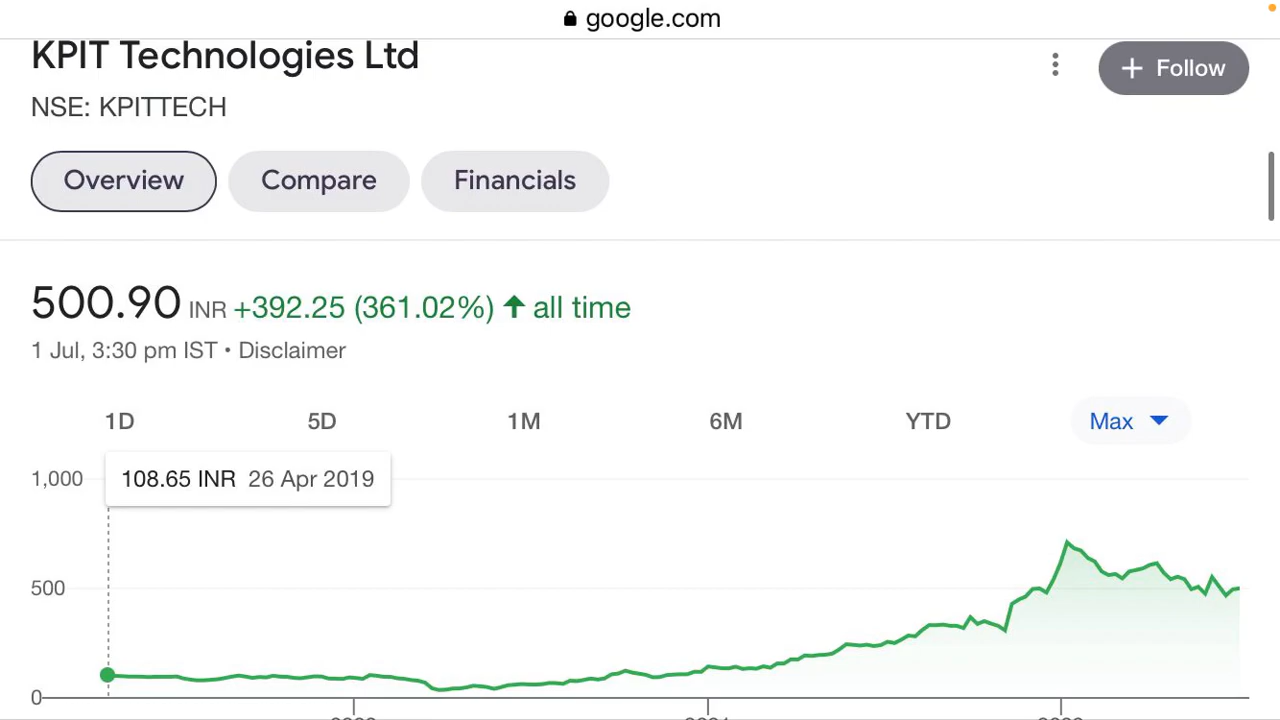 google.com
KPIT Technologies Ltd
+ Follow
NSE: KPITTECH
Overview Compare Financials
500.90 INR +392.25 (361.02%) ↑ all time
1 Jul, 3:30 pm IST • Disclaimer
1D 5D 1M 6M YTD Max
1,000
108.65 INR 26 Apr 2019
500
0